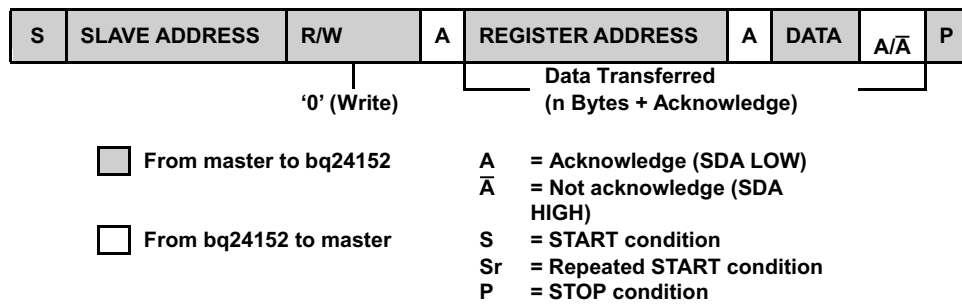 S SLAVE ADDRESS R/W A REGISTER ADDRESS A DATA A/A̅ P
Data Transferred
‘0’ (Write) (n Bytes + Acknowledge)
From master to bq24152
From bq24152 to master
A = Acknowledge (SDA LOW)
A̅ = Not acknowledge (SDA
HIGH)
S = START condition
Sr = Repeated START condition
P = STOP condition